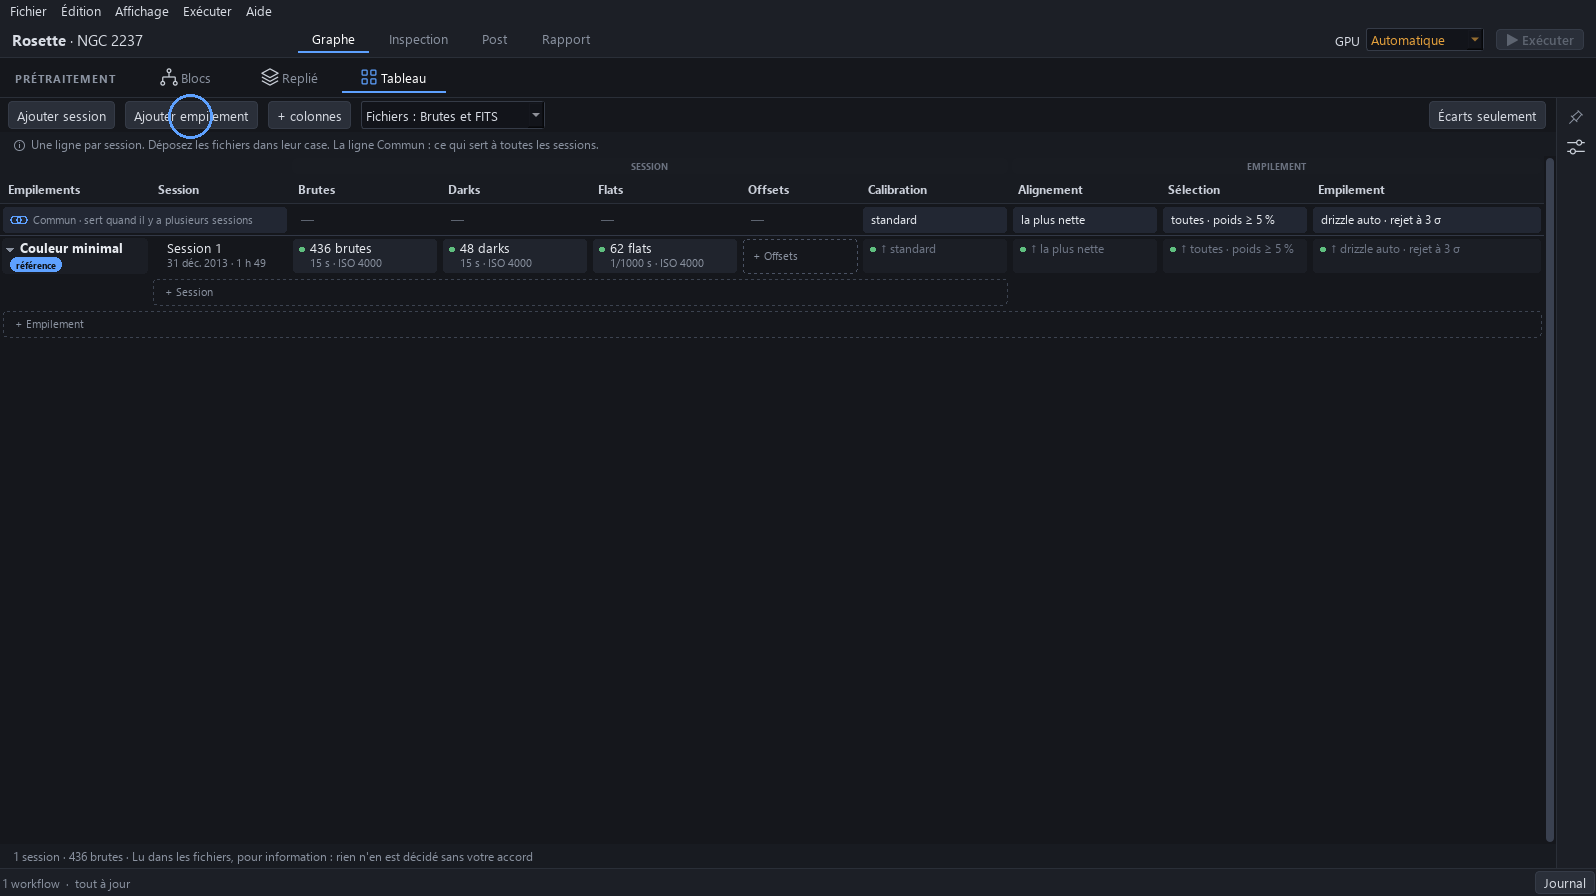 Fichier Édition Affichage Exécuter Aide
Rosette · NGC 2237 Graphe Inspection Post Rapport GPU Automatique Exécuter
PRÉTRAITEMENT Blocs Replié Tableau
Ajouter session Ajouter empilement + colonnes Fichiers : Brutes et FITS Écarts seulement
Une ligne par session. Déposez les fichiers dans leur case. La ligne Commun : ce qui sert à toutes les sessions.
SESSION EMPILEMENT
Empilements Session Brutes Darks Flats Offsets Calibration Alignement Sélection Empilement
Commun · sert quand il y a plusieurs sessions — — — — standard la plus nette toutes · poids ≥ 5 % drizzle auto · rejet à 3 σ
Couleur minimal Session 1 436 brutes 48 darks 62 flats + Offsets ↑ standard ↑ la plus nette ↑ toutes · poids ≥ 5 % ↑ drizzle auto · rejet à 3 σ
référence 31 déc. 2013 · 1 h 49 15 s · ISO 4000 15 s · ISO 4000 1/1000 s · ISO 4000
+ Session
+ Empilement
1 session · 436 brutes · Lu dans les fichiers, pour information : rien n'en est décidé sans votre accord
1 workflow · tout à jour Journal